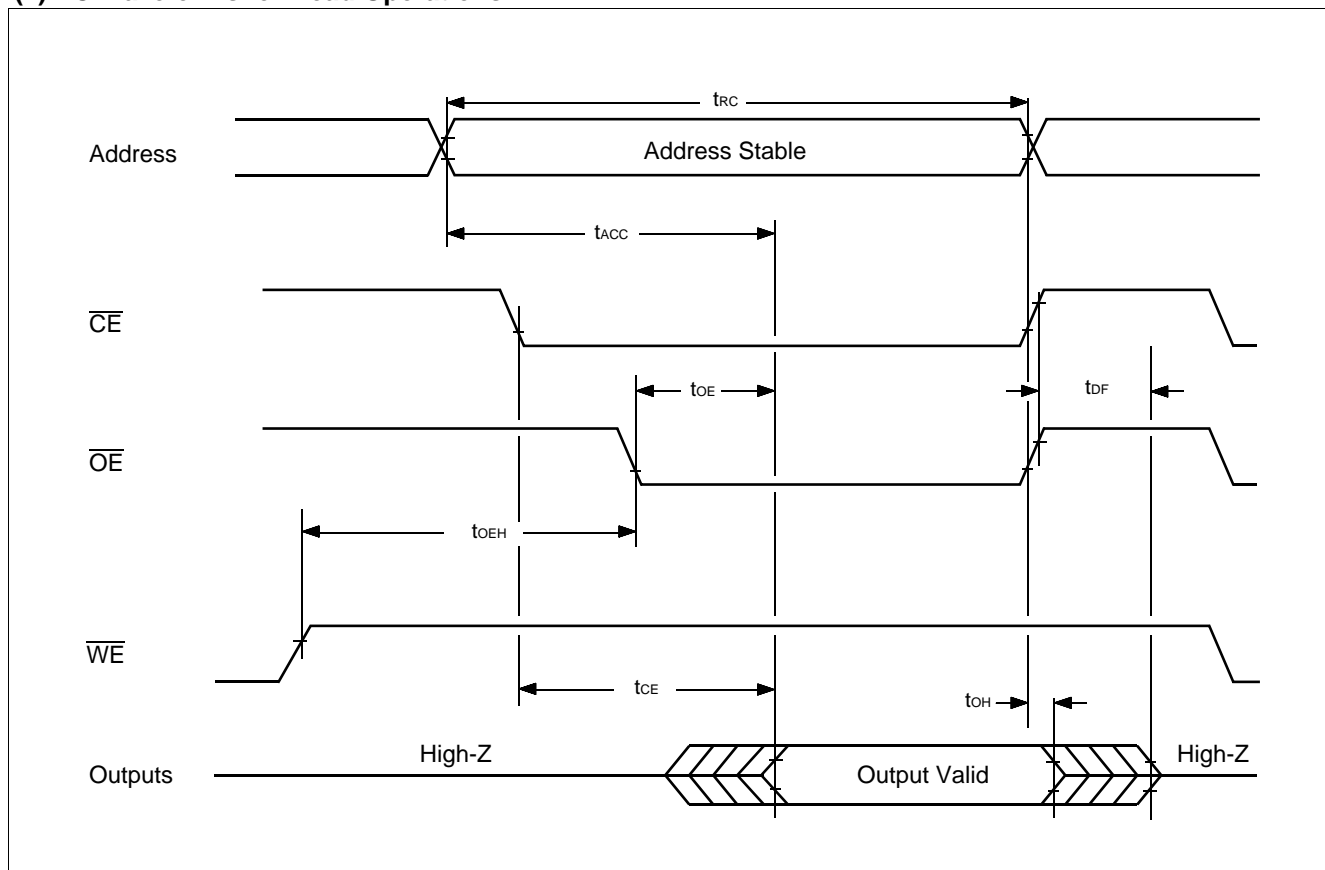 tRC
Address
Address Stable
tACC
CE
tOE
tDF
OE
tOEH
WE
tCE
tOH
High-Z
High-Z
Outputs
Output Valid